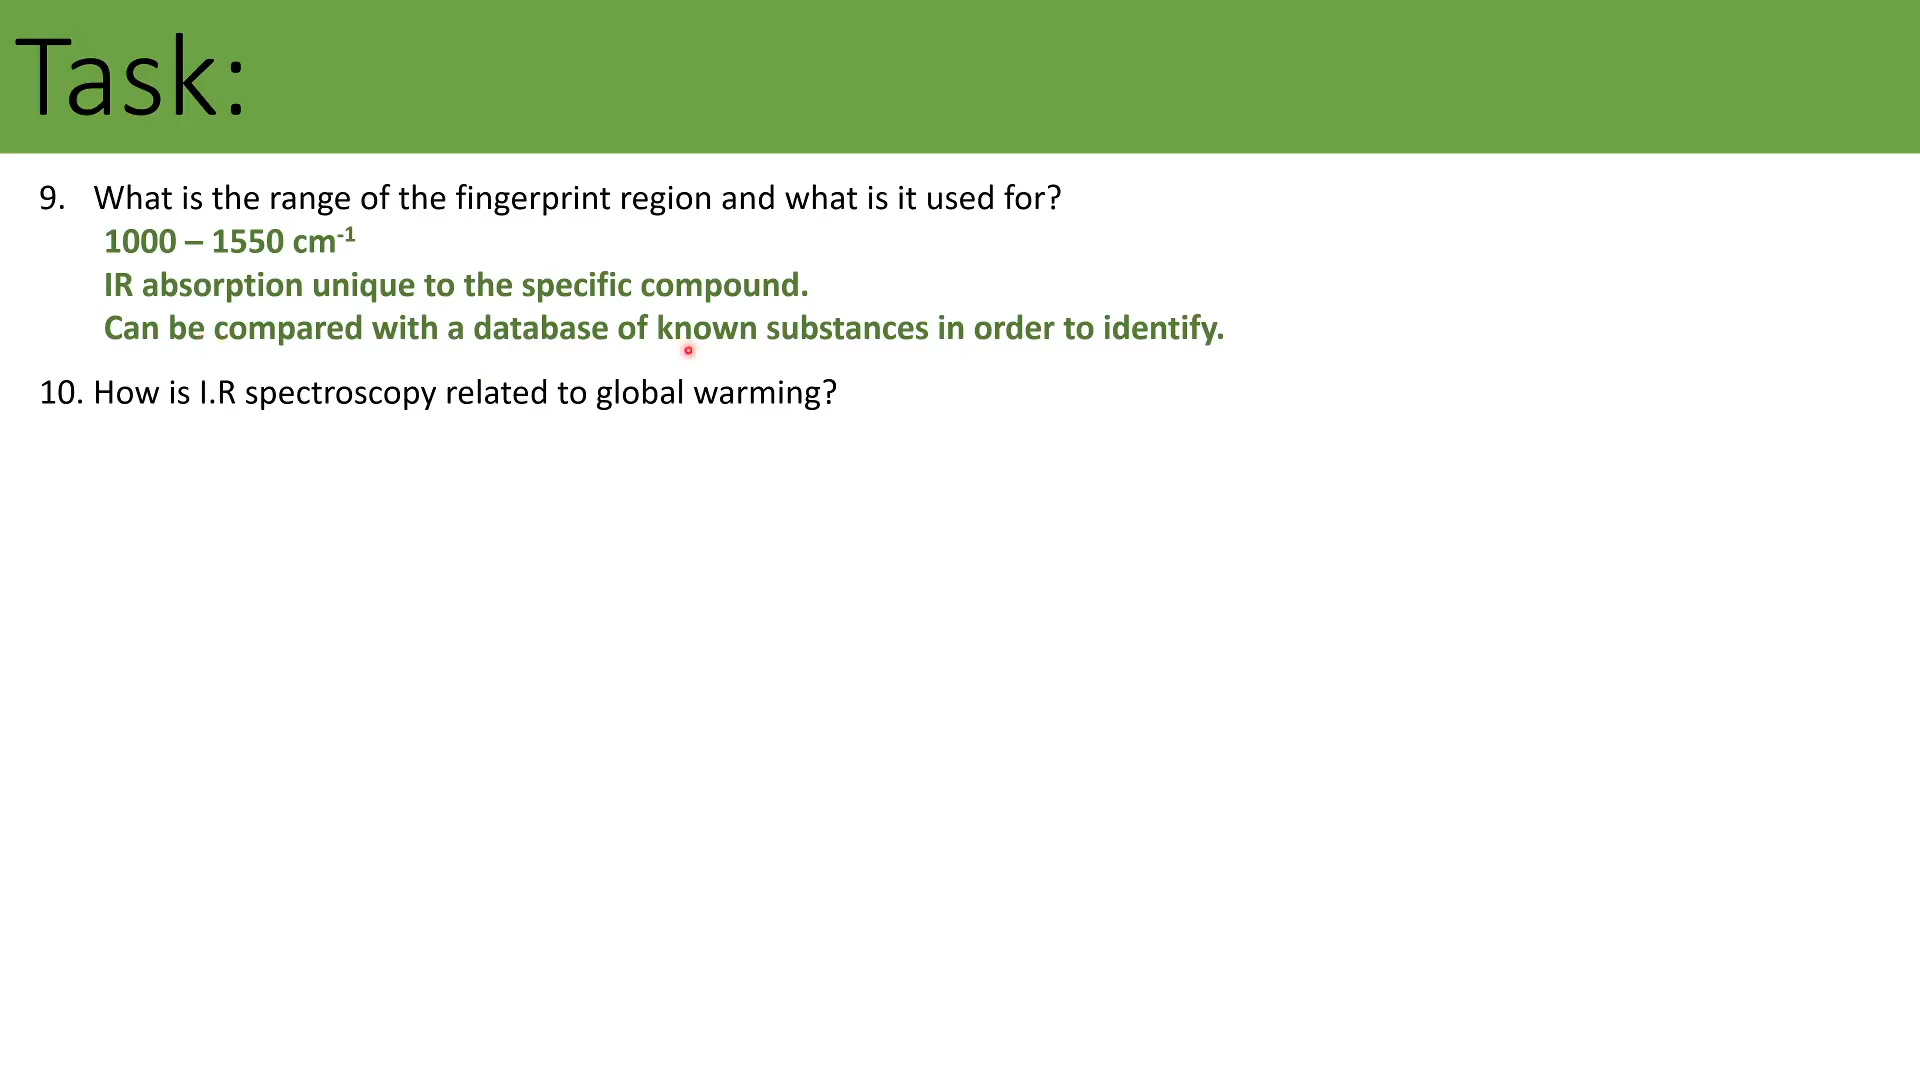 Task:
9. What is the range of the fingerprint region and what is it used for?
1000 – 1550 cm⁻¹
IR absorption unique to the specific compound.
Can be compared with a database of known substances in order to identify.
10. How is I.R spectroscopy related to global warming?